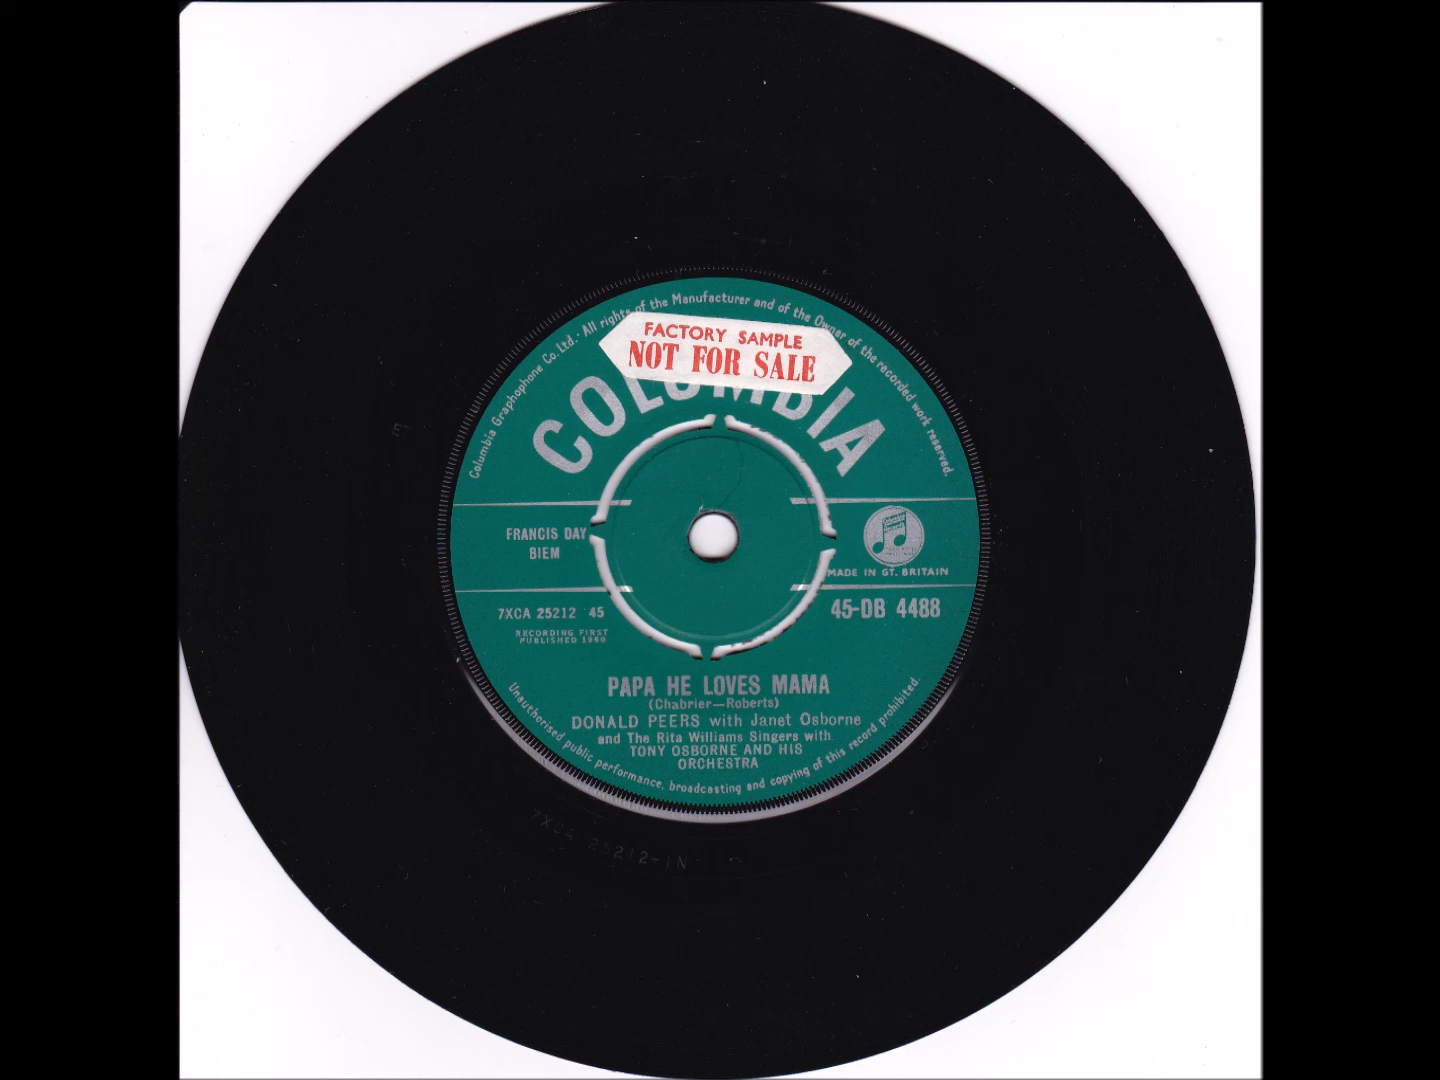 Columbia Graphophone Co. Ltd. · All rights of the Manufacturer and of the Owner of the recorded work reserved.
FACTORY SAMPLE
NOT FOR SALE
COLUMBIA
FRANCIS DAY
BIEM
MADE IN GT. BRITAIN
7XCA 25212 45
45-DB 4488
RECORDING FIRST
PUBLISHED 1960
PAPA HE LOVES MAMA
(Chabrier—Roberts)
DONALD PEERS with Janet Osborne
and The Rita Williams Singers with
TONY OSBORNE AND HIS
ORCHESTRA
Unauthorised public performance, broadcasting and copying of this record prohibited.
7XCA 25212-1N